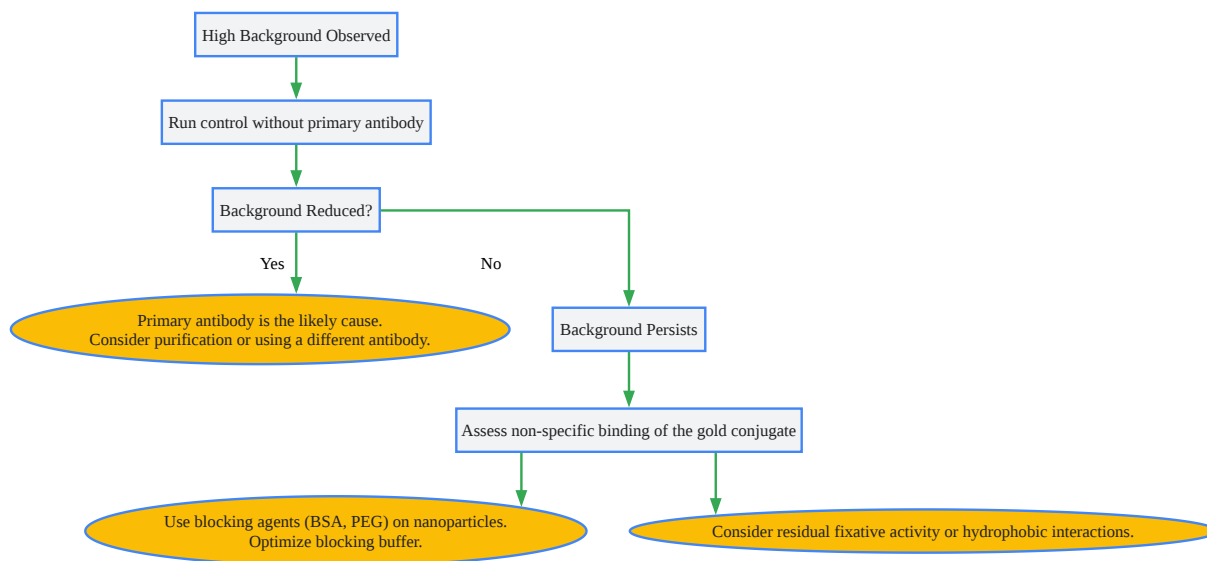 High Background Observed
Run control without primary antibody
Background Reduced?
Yes
No
Primary antibody is the likely cause.
Consider purification or using a different antibody.
Background Persists
Assess non-specific binding of the gold conjugate
Use blocking agents (BSA, PEG) on nanoparticles.
Optimize blocking buffer.
Consider residual fixative activity or hydrophobic interactions.